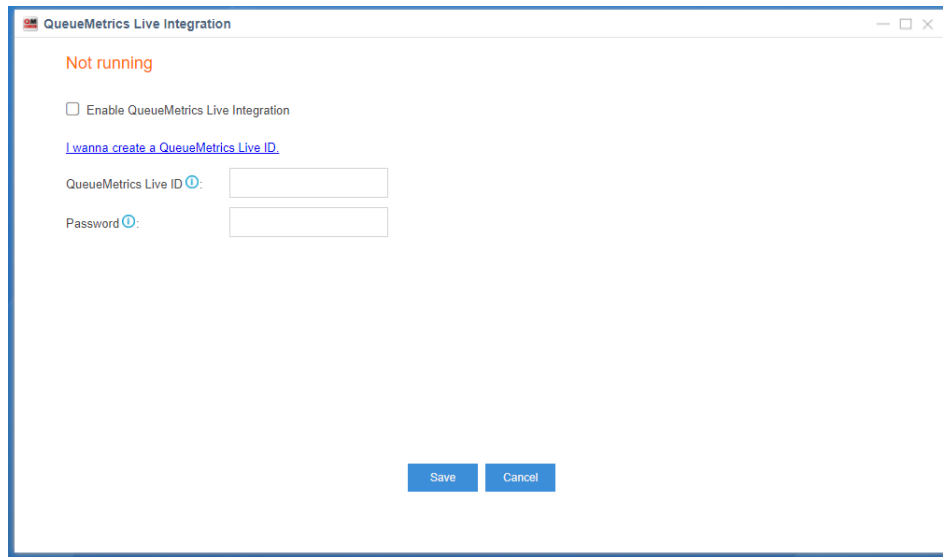 QM QueueMetrics Live Integration
Not running
Enable QueueMetrics Live Integration
I wanna create a QueueMetrics Live ID.
QueueMetrics Live ID:
Password:
Save Cancel